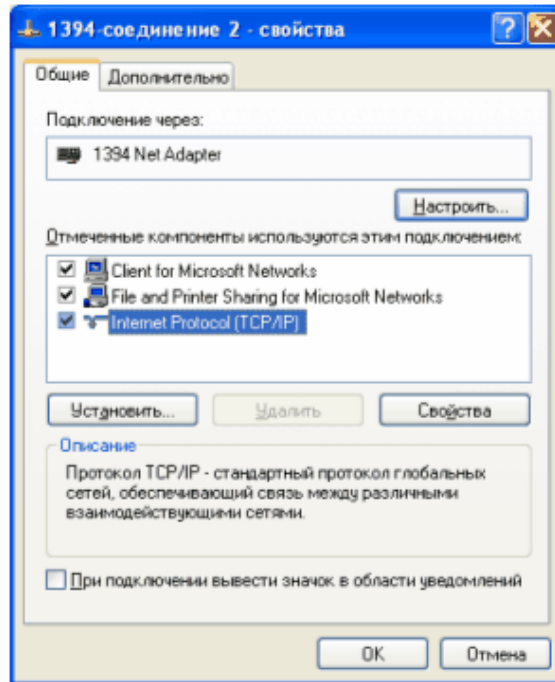 1394-соединение 2 - свойства
Общие
Дополнительно
Подключение через:
1394 Net Adapter
Настроить...
Отмеченные компоненты используются этим подключением:
Client for Microsoft Networks
File and Printer Sharing for Microsoft Networks
Internet Protocol (TCP/IP)
Установить...
Удалить
Свойства
Описание
Протокол TCP/IP - стандартный протокол глобальных
сетей, обеспечивающий связь между различными
взаимодействующими сетями.
При подключении вывести значок в области уведомлений
OK
Отмена